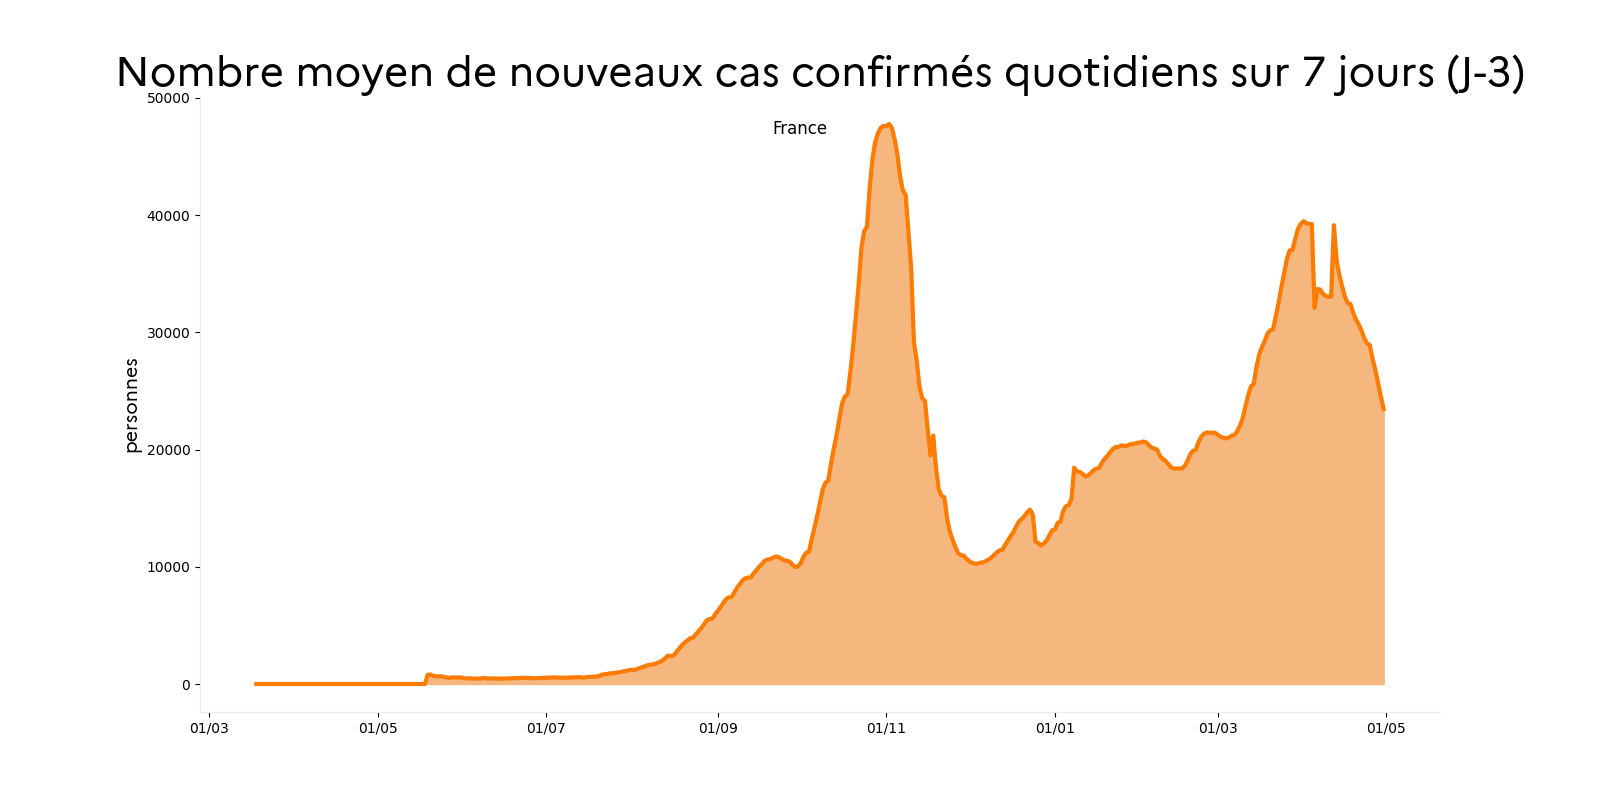 Nombre moyen de nouveaux cas confirmés quotidiens sur 7 jours (J-3)
France
personnes
50000
40000
30000
20000
10000
0
01/03 01/05 01/07 01/09 01/11 01/01 01/03 01/05